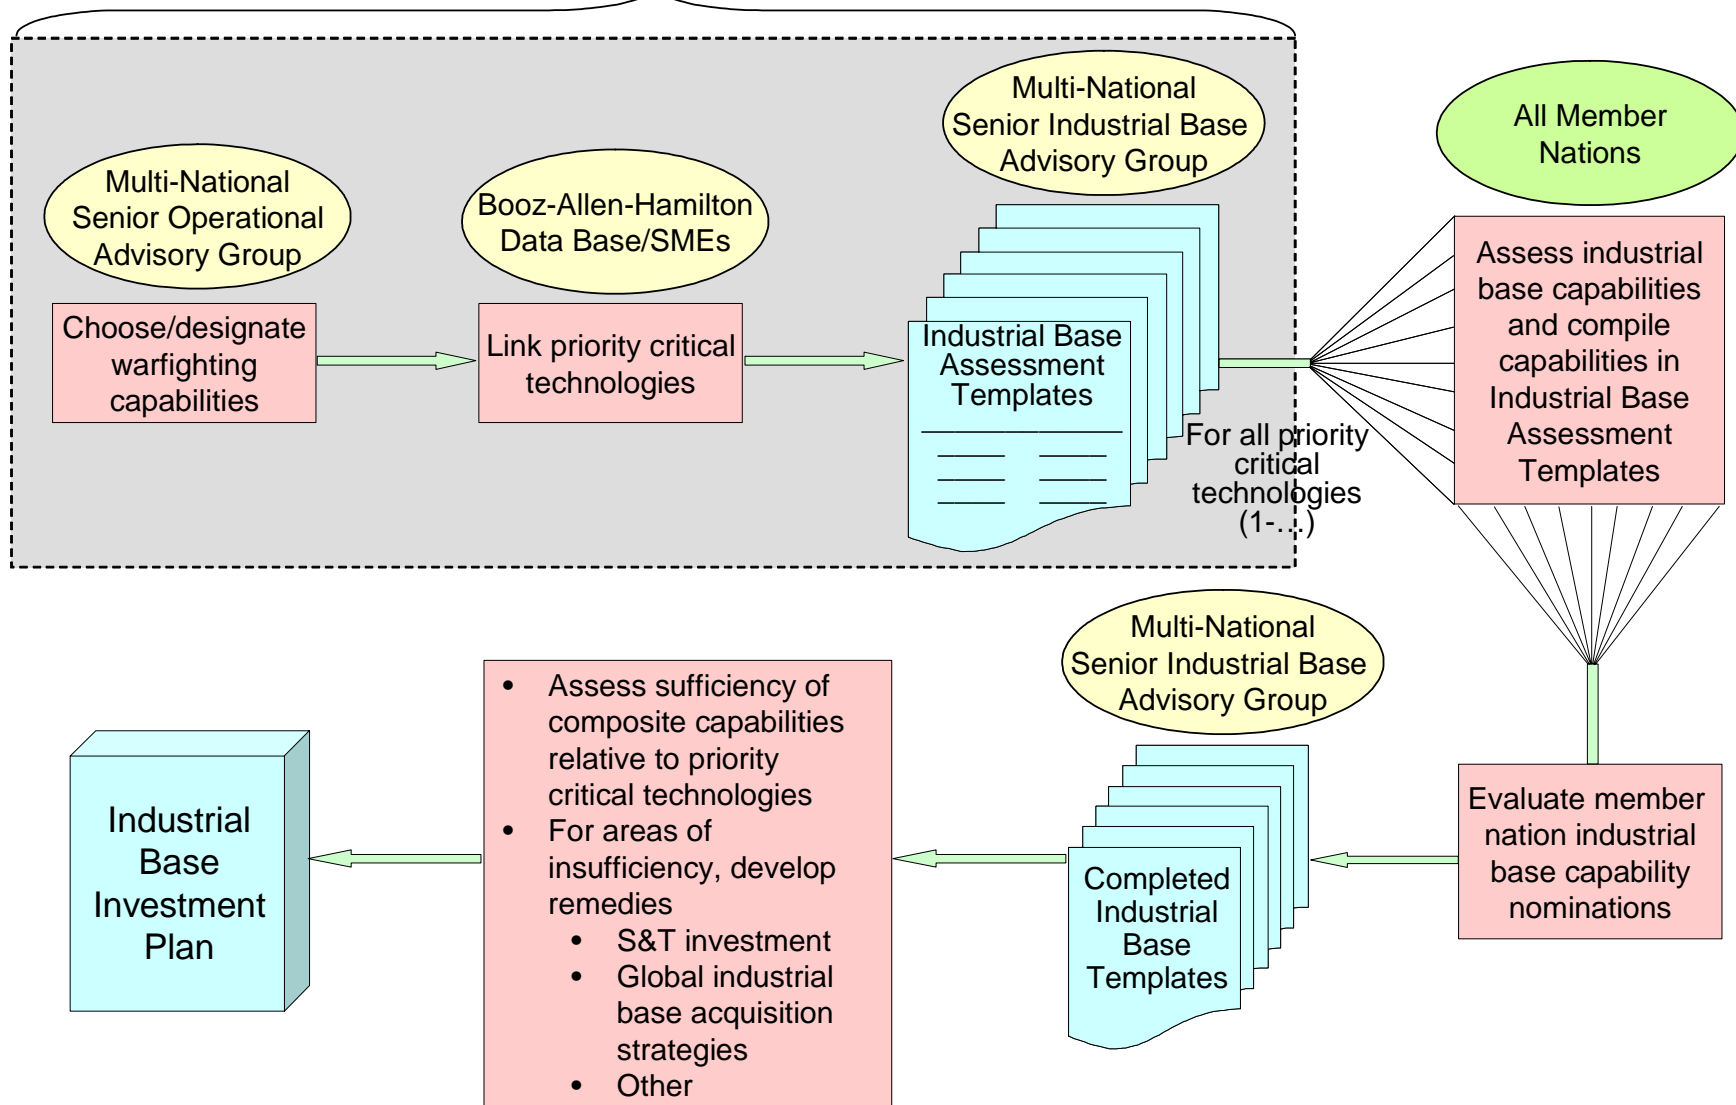 Multi-National
Senior Operational
Advisory Group
Choose/designate
warfighting
capabilities
Booz-Allen-Hamilton
Data Base/SMEs
Link priority critical
technologies
Multi-National
Senior Industrial Base
Advisory Group
Industrial Base
Assessment
Templates
For all priority
critical
technologies
(1-…)
All Member
Nations
Assess industrial
base capabilities
and compile
capabilities in
Industrial Base
Assessment
Templates
Evaluate member
nation industrial
base capability
nominations
Multi-National
Senior Industrial Base
Advisory Group
Completed
Industrial
Base
Templates
• Assess sufficiency of
composite capabilities
relative to priority
critical technologies
• For areas of
insufficiency, develop
remedies
• S&T investment
• Global industrial
base acquisition
strategies
• Other
Industrial
Base
Investment
Plan